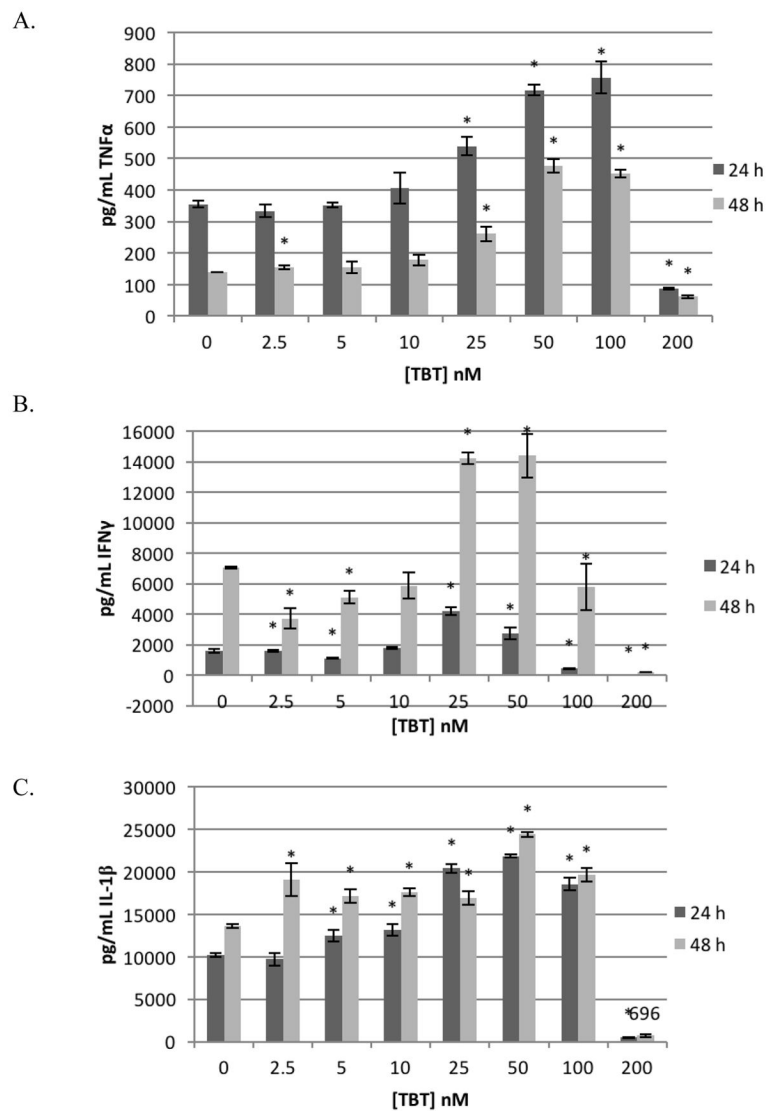 A.
900
800
700
600
500
400
300
200
100
0
pg/mL TNFα
* * * * * * * * *
24 h
48 h
0 2.5 5 10 25 50 100 200
[TBT] nM
B.
16000
14000
12000
10000
8000
6000
4000
2000
0
-2000
pg/mL IFNγ
* * * * * * * * * * * *
24 h
48 h
0 2.5 5 10 25 50 100 200
[TBT] nM
C.
30000
25000
20000
15000
10000
5000
0
pg/mL IL-1β
* * * * * * * * * * * *
696
24 h
48 h
0 2.5 5 10 25 50 100 200
[TBT] nM